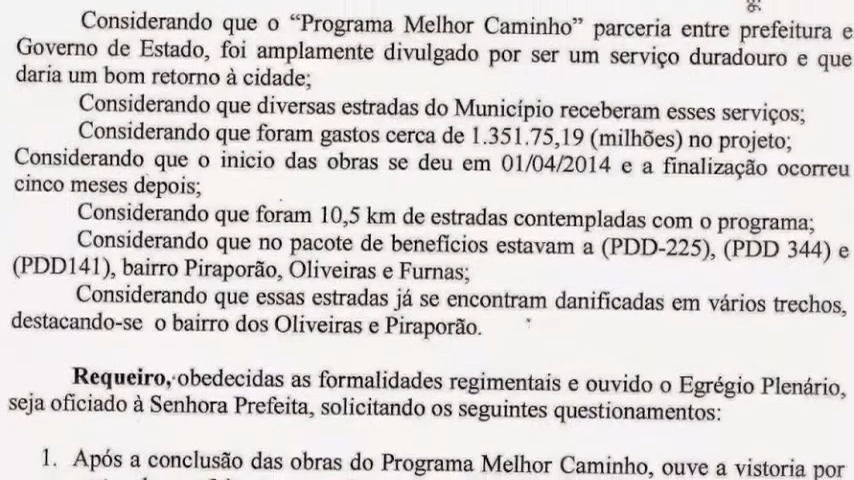 Considerando que o “Programa Melhor Caminho” parceria entre prefeitura e
Governo de Estado, foi amplamente divulgado por ser um serviço duradouro e que
daria um bom retorno à cidade;
Considerando que diversas estradas do Município receberam esses serviços;
Considerando que foram gastos cerca de 1.351.75,19 (milhões) no projeto;
Considerando que o inicio das obras se deu em 01/04/2014 e a finalização ocorreu
cinco meses depois;
Considerando que foram 10,5 km de estradas contempladas com o programa;
Considerando que no pacote de benefícios estavam a (PDD-225), (PDD 344) e
(PDD141), bairro Piraporão, Oliveiras e Furnas;
Considerando que essas estradas já se encontram danificadas em vários trechos,
destacando-se o bairro dos Oliveiras e Piraporão.
Requeiro, obedecidas as formalidades regimentais e ouvido o Egrégio Plenário,
seja oficiado à Senhora Prefeita, solicitando os seguintes questionamentos:
1. Após a conclusão das obras do Programa Melhor Caminho, ouve a vistoria por